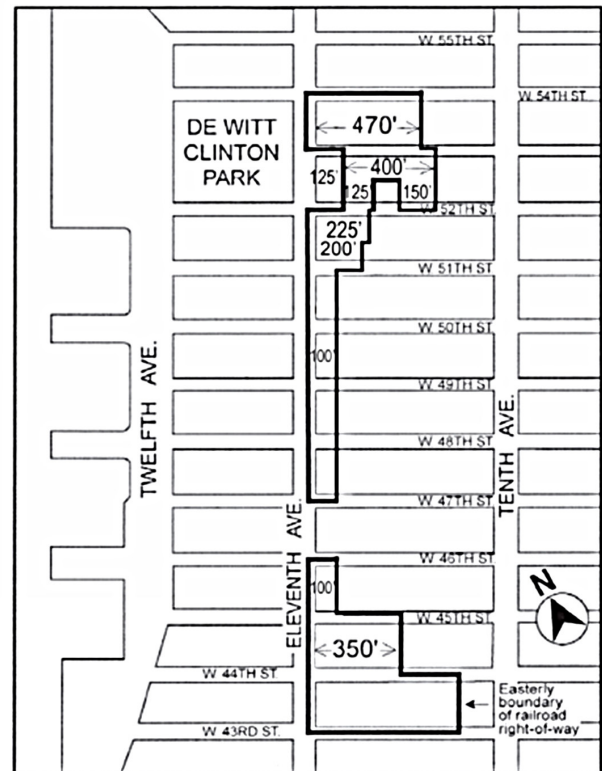 W. 55TH ST.
W. 54TH ST.
DE WITT
CLINTON
PARK
470'
400'
125'
125'
150'
W. 52TH ST.
225'
200'
W. 51TH ST.
W. 50TH ST.
100'
TWELFTH AVE.
W. 49TH ST.
TENTH AVE.
W. 48TH ST.
W. 47TH ST.
ELEVENTH AVE.
W. 46TH ST.
100'
N
W. 45TH ST.
350'
W. 44TH ST.
Easterly
boundary
of railroad
right-of-way
W. 43RD ST.